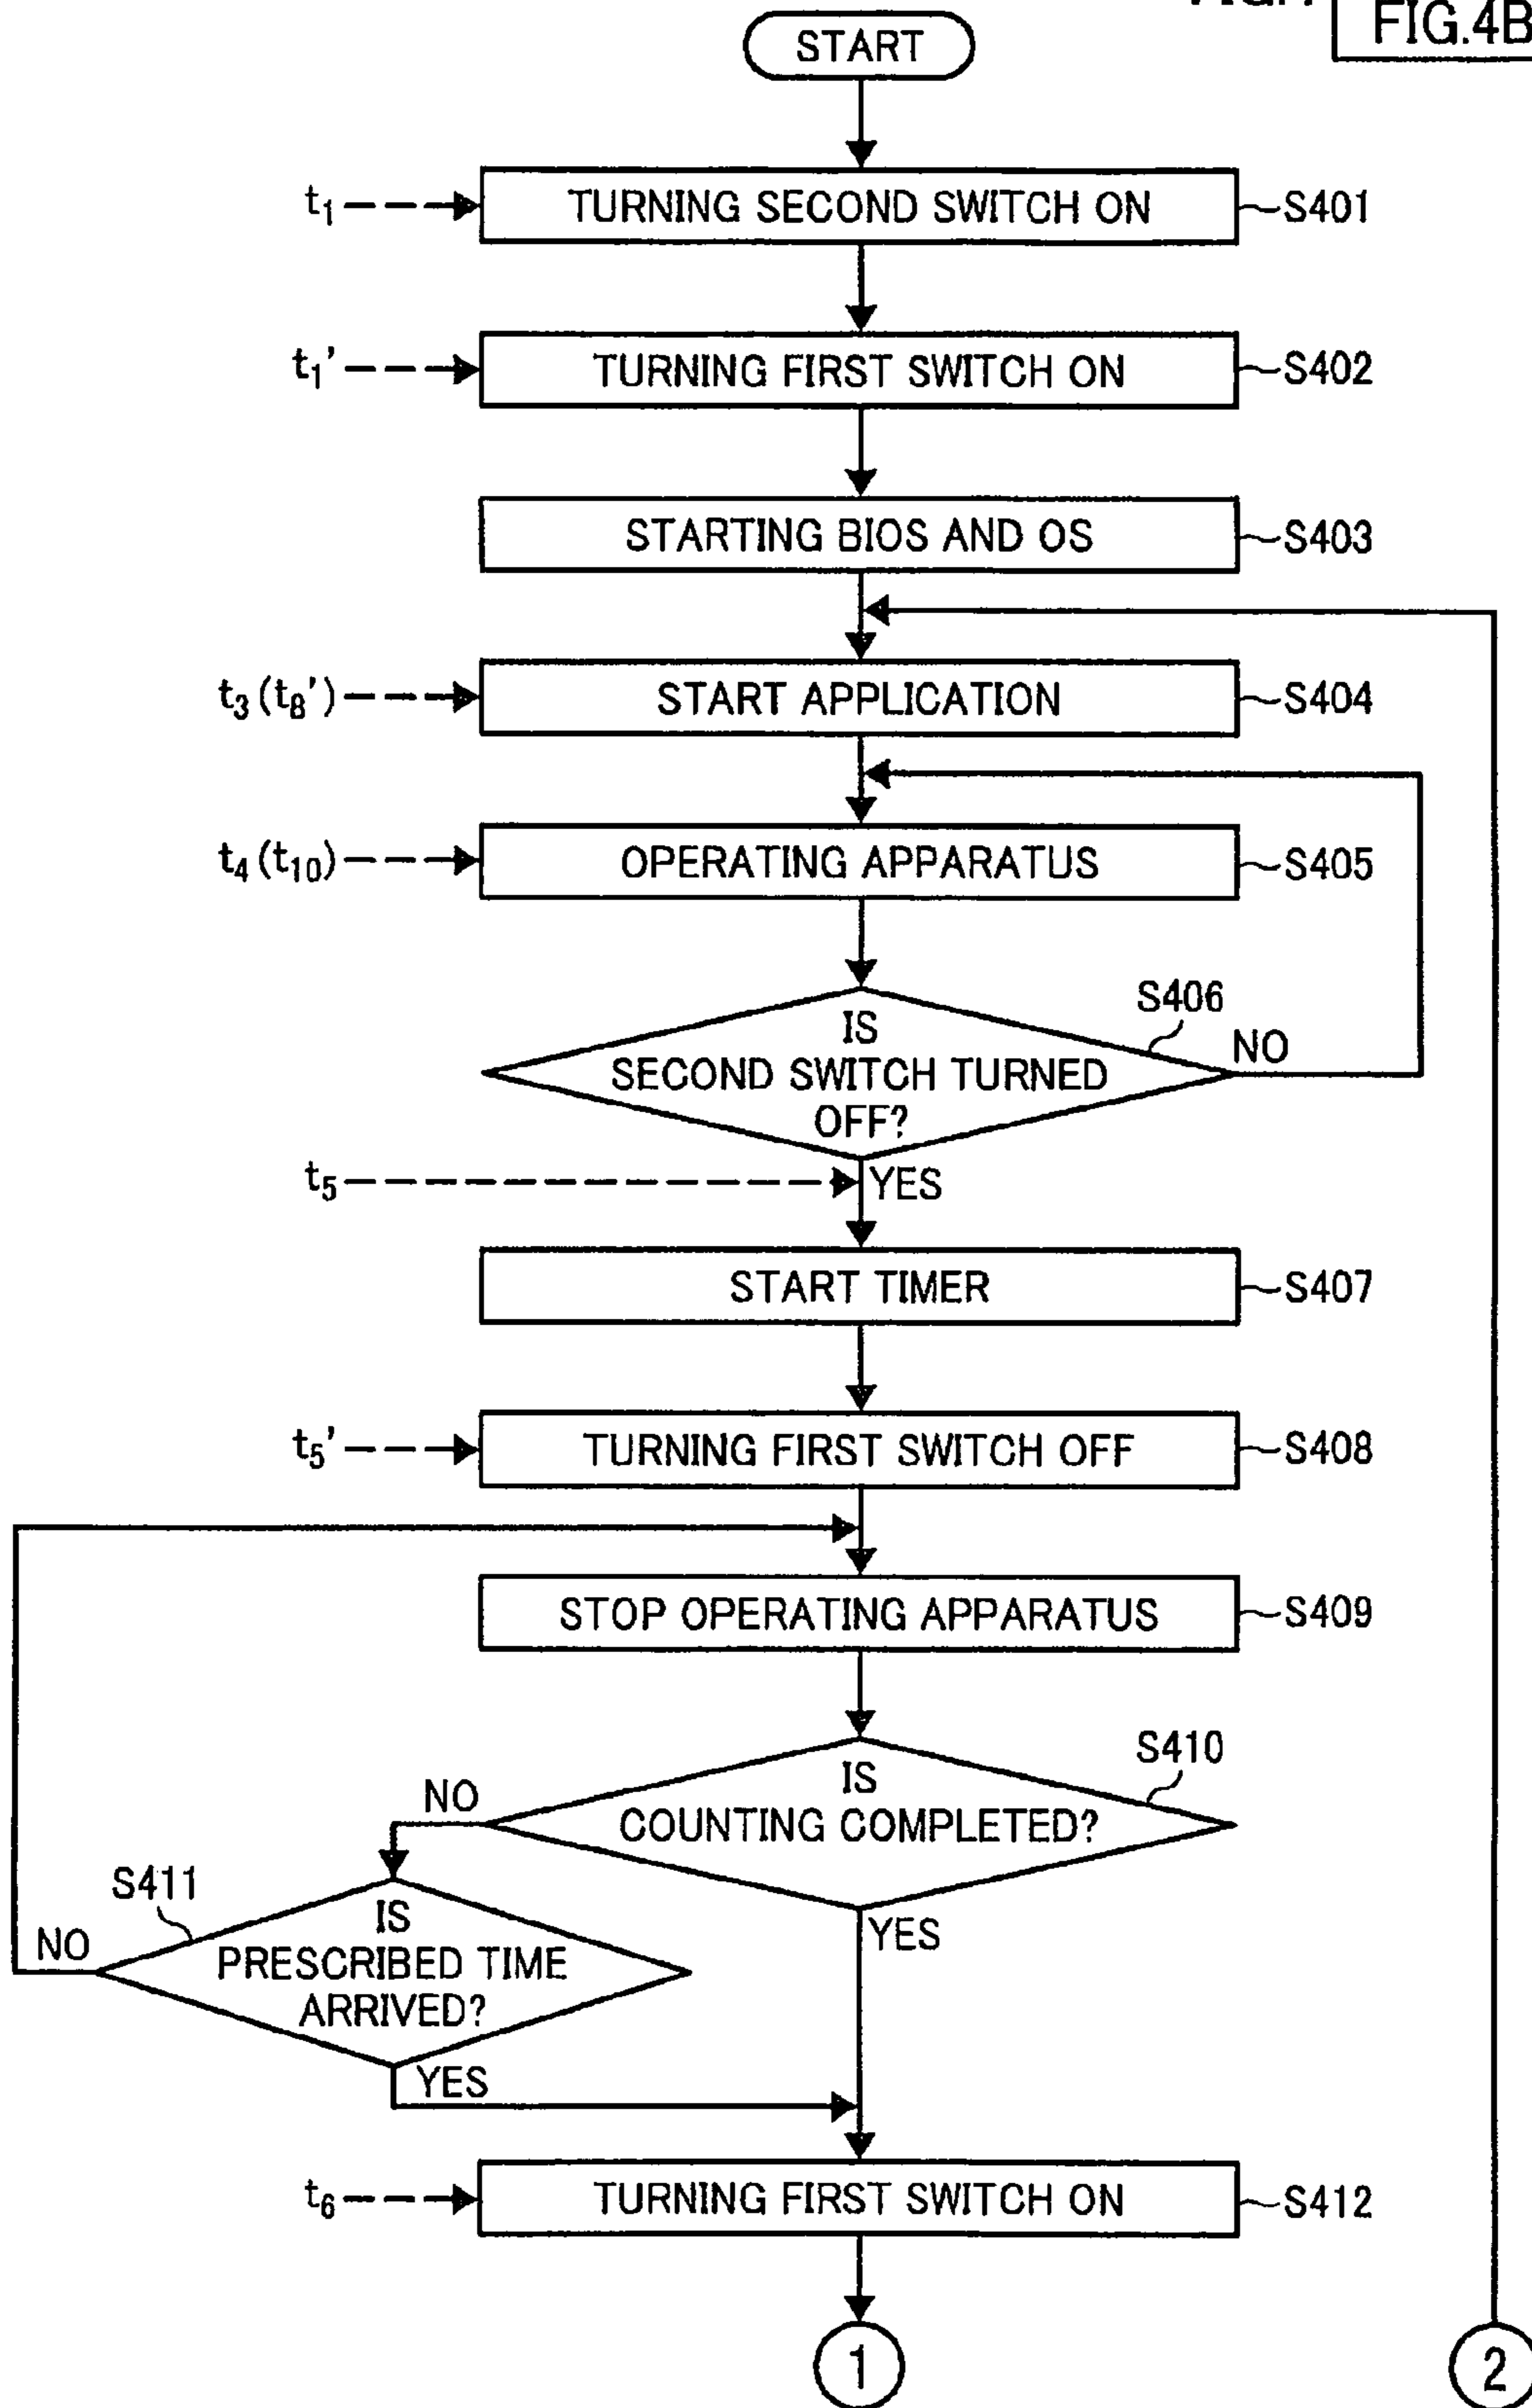 FIG.4B
START
t₁
TURNING SECOND SWITCH ON
S401
t₁'
TURNING FIRST SWITCH ON
S402
STARTING BIOS AND OS
S403
t₃(t₈')
START APPLICATION
S404
t₄(t₁₀)
OPERATING APPARATUS
S405
S406
IS
SECOND SWITCH TURNED
OFF?
NO
t₅
YES
START TIMER
S407
t₅'
TURNING FIRST SWITCH OFF
S408
STOP OPERATING APPARATUS
S409
S410
IS
COUNTING COMPLETED?
NO
YES
S411
IS
PRESCRIBED TIME
ARRIVED?
NO
YES
t₆
TURNING FIRST SWITCH ON
S412
1
2